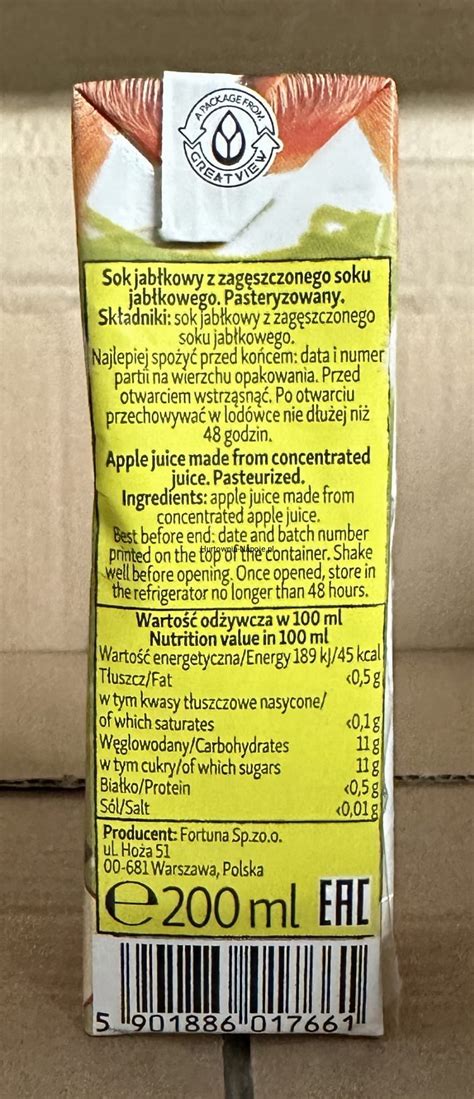 A PACKAGE FROM
GREATVIEW
Sok jabłkowy z zagęszczonego soku
jabłkowego. Pasteryzowany.
Składniki: sok jabłkowy z zagęszczonego
soku jabłkowego.
Najlepiej spożyć przed końcem: data i numer
partii na wierzchu opakowania. Przed
otwarciem wstrząsnąć. Po otwarciu
przechowywać w lodówce nie dłużej niż
48 godzin.
Apple juice made from concentrated
juice. Pasteurized.
Ingredients: apple juice made from
concentrated apple juice.
Best before end: date and batch number
printed on the top of the container. Shake
well before opening. Once opened, store in
the refrigerator no longer than 48 hours.
Wartość odżywcza w 100 ml
Nutrition value in 100 ml
Wartość energetyczna/Energy 189 kJ/45 kcal
Tłuszcz/Fat <0,5 g
w tym kwasy tłuszczowe nasycone/
of which saturates <0,1 g
Węglowodany/Carbohydrates 11 g
w tym cukry/of which sugars 11 g
Białko/Protein <0,5 g
Sól/Salt <0,01 g
Producent: Fortuna Sp.zo.o.
ul. Hoża 51
00-681 Warszawa, Polska
e 200 ml EAC
5 901886 017661